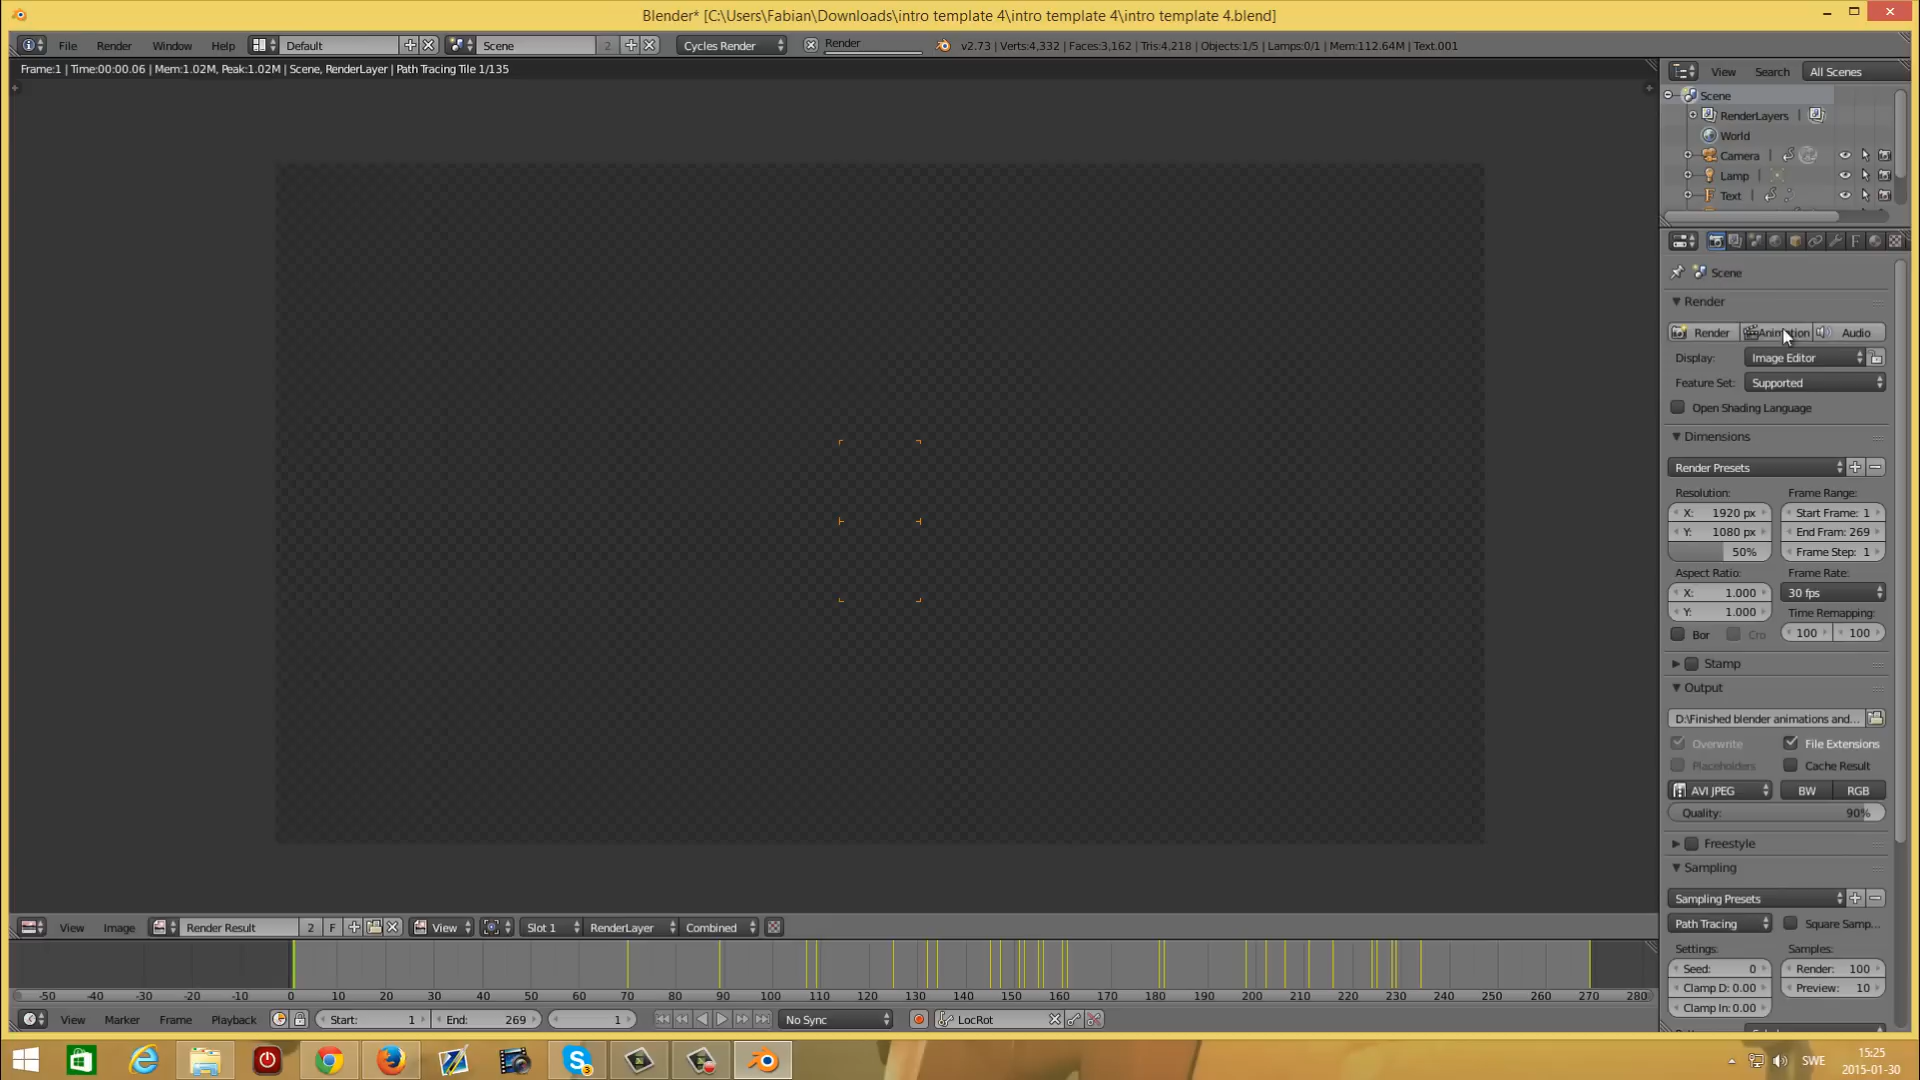 Blender* [C:\Users\Fabian\Downloads\intro template 4\intro template 4\intro template 4.blend]
File Render Window Help Default Scene 2 Cycles Render Render v2.73 | Verts:4,332 | Faces:3,162 | Tris:4,218 | Objects:1/5 | Lamps:0/1 | Mem:112.64M | Text.001
Frame:1 | Time:00:00.06 | Mem:1.02M, Peak:1.02M | Scene, RenderLayer | Path Tracing Tile 1/135
View Search All Scenes
Scene
RenderLayers
World
Camera
Lamp
Text
Scene
Render
Render Animation Audio
Display: Image Editor
Feature Set: Supported
Open Shading Language
Dimensions
Render Presets
Resolution: Frame Range:
X: 1920 px Start Frame: 1
Y: 1080 px End Fram: 269
50% Frame Step: 1
Aspect Ratio: Frame Rate:
X: 1.000 30 fps
Y: 1.000 Time Remapping:
Bor Cro 100 100
Stamp
Output
D:\Finished blender animations and...
Overwrite File Extensions
Placeholders Cache Result
AVI JPEG BW RGB
Quality: 90%
Freestyle
Sampling
Sampling Presets
Path Tracing Square Samp...
Settings: Samples:
Seed: 0 Render: 100
Clamp D: 0.00 Preview: 10
Clamp In: 0.00
View Image Render Result 2 F View Slot 1 RenderLayer Combined
-50 -40 -30 -20 -10 0 10 20 30 40 50 60 70 80 90 100 110 120 130 140 150 160 170 180 190 200 210 220 230 240 250 260 270 280
View Marker Frame Playback Start: 1 End: 269 1 No Sync LocRot
SWE
15:25
2015-01-30